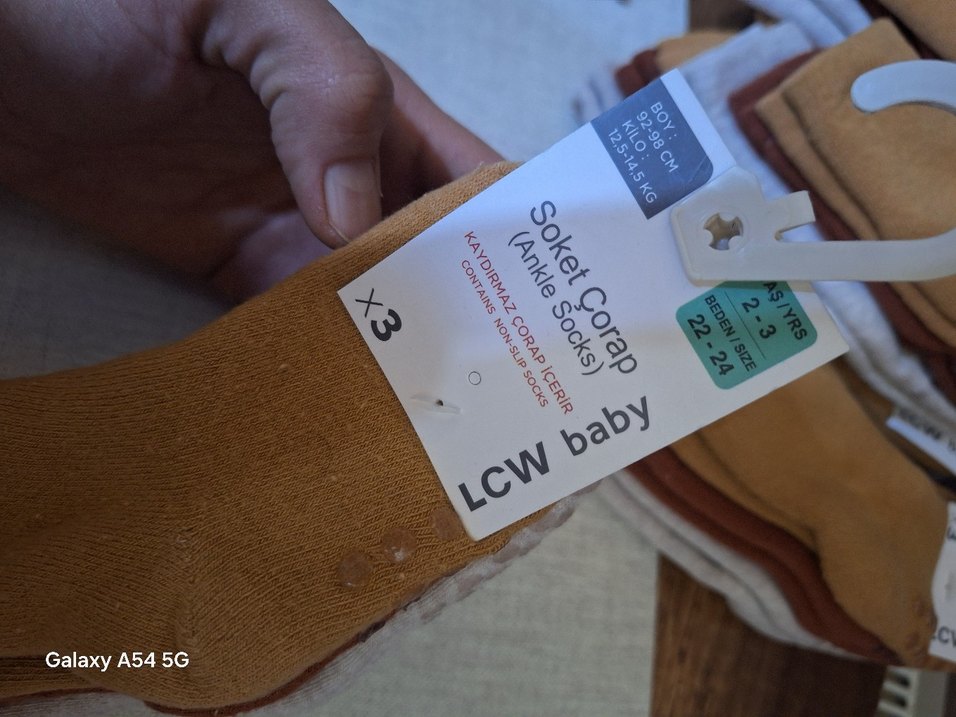 BOY :
92-98 CM
KİLO :
12,5-14,5 KG
Soket Çorap
(Ankle Socks)
KAYDIRMAZ ÇORAP İÇERİR
CONTAINS NON-SLIP SOCKS
x3
AŞ / YRS
2 - 3
BEDEN / SIZE
22 - 24
LCW baby
Galaxy A54 5G